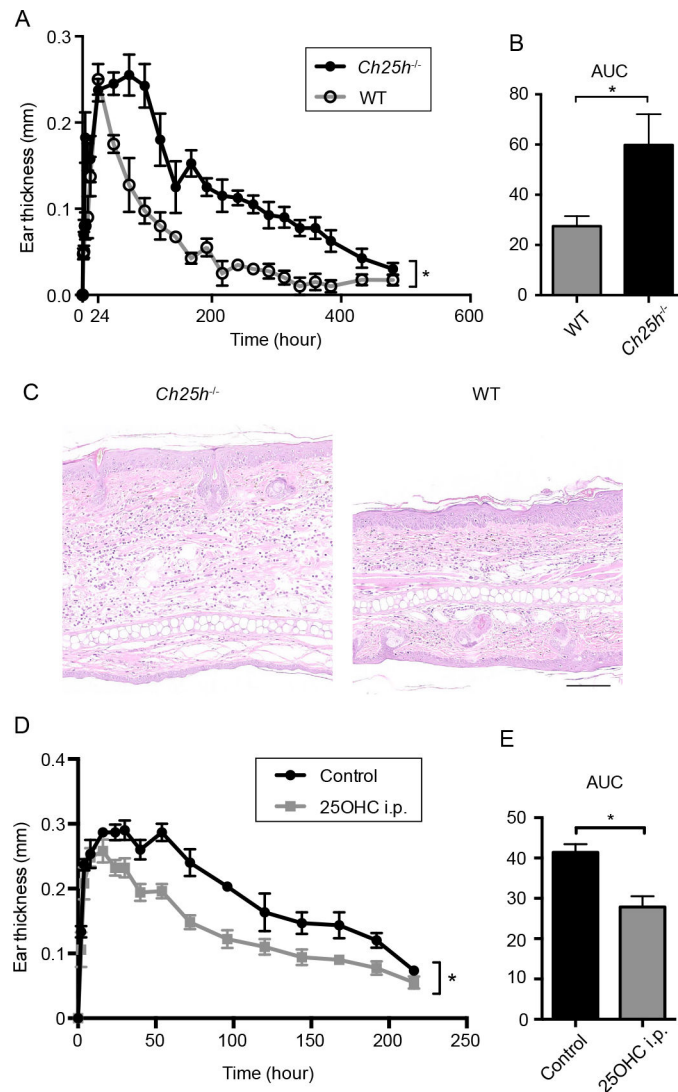 A
Ear thickness (mm)
0.3
0.2
0.1
0.0
Ch25h-/-
WT
*
0 24 200 400 600
Time (hour)
B
AUC
*
80
60
40
20
0
WT
Ch25h-/-
C
Ch25h-/-
WT
D
Ear thickness (mm)
0.4
0.3
0.2
0.1
0
Control
25OHC i.p.
*
0 50 100 150 200 250
Time (hour)
E
AUC
*
50
40
30
20
10
0
Control
25OHC i.p.